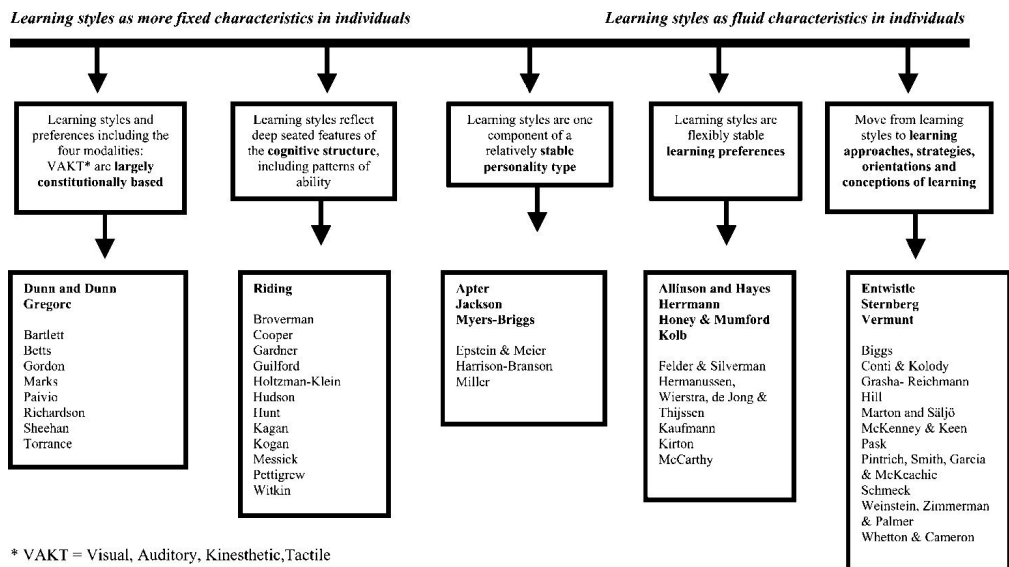 Learning styles as more fixed characteristics in individuals
Learning styles as fluid characteristics in individuals
Learning styles and
preferences including the
four modalities:
VAKT* are largely
constitutionally based
Learning styles reflect
deep seated features of
the cognitive structure,
including patterns of
ability
Learning styles are one
component of a
relatively stable
personality type
Learning styles are
flexibly stable
learning preferences
Move from learning
styles to learning
approaches, strategies,
orientations and
conceptions of learning
Dunn and Dunn
Gregorc
Bartlett
Betts
Gordon
Marks
Paivio
Richardson
Sheehan
Torrance
Riding
Broverman
Cooper
Gardner
Guilford
Holtzman-Klein
Hudson
Hunt
Kagan
Kogan
Messick
Pettigrew
Witkin
Apter
Jackson
Myers-Briggs
Epstein & Meier
Harrison-Branson
Miller
Allinson and Hayes
Herrmann
Honey & Mumford
Kolb
Felder & Silverman
Hermanussen,
Wierstra, de Jong &
Thijssen
Kaufmann
Kirton
McCarthy
Entwistle
Sternberg
Vermunt
Biggs
Conti & Kolody
Grasha- Reichmann
Hill
Marton and Säljö
McKenney & Keen
Pask
Pintrich, Smith, Garcia
& McKeachie
Schmeck
Weinstein, Zimmerman
& Palmer
Whetton & Cameron
* VAKT = Visual, Auditory, Kinesthetic,Tactile